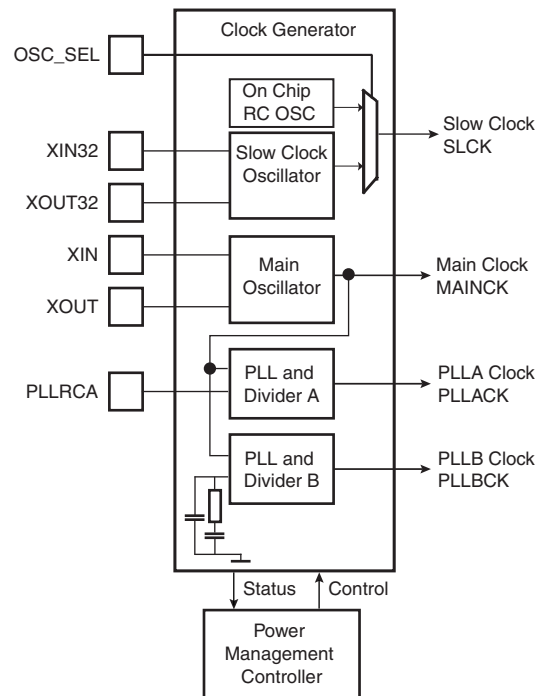 Clock Generator
OSC_SEL
On Chip
RC OSC
Slow Clock
SLCK
XIN32
Slow Clock
Oscillator
XOUT32
XIN
Main
Oscillator
Main Clock
MAINCK
XOUT
PLLRCA
PLL and
Divider A
PLLA Clock
PLLACK
PLL and
Divider B
PLLB Clock
PLLBCK
Status
Control
Power
Management
Controller